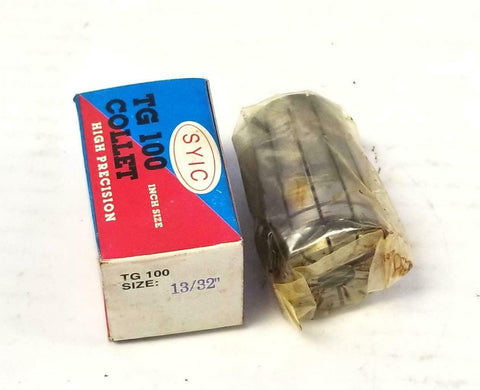 SYIC
TG 100
INCH SIZE
COLLET
HIGH PRECISION
TG 100
SIZE: 13/32"